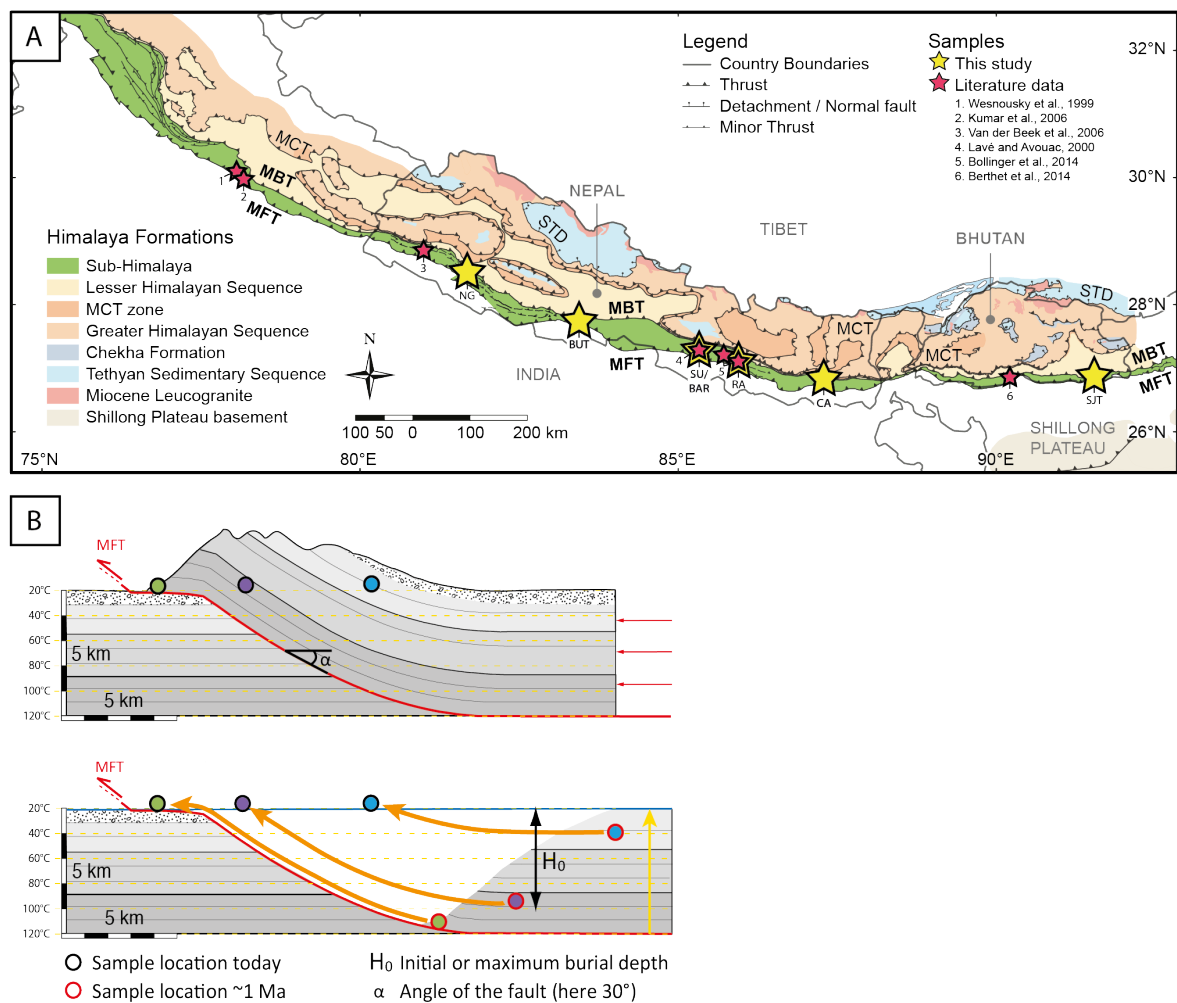 A
Legend
Country Boundaries
Thrust
Detachment / Normal fault
Minor Thrust
Samples
This study
Literature data
1. Wesnousky et al., 1999
2. Kumar et al., 2006
3. Van der Beek et al., 2006
4. Lavé and Avouac, 2000
5. Bollinger et al., 2014
6. Berthet et al., 2014
32°N
30°N
28°N
26°N
MCT
MBT
MFT
1
2
NEPAL
STD
TIBET
BHUTAN
STD
3
NG
BUT
MBT
MFT
INDIA
4
SU/
BAR
5
RA
MCT
CA
MCT
6
SJT
MBT
MFT
SHILLONG
PLATEAU
Himalaya Formations
Sub-Himalaya
Lesser Himalayan Sequence
MCT zone
Greater Himalayan Sequence
Chekha Formation
Tethyan Sedimentary Sequence
Miocene Leucogranite
Shillong Plateau basement
N
100 50 0 100 200 km
75°N
80°N
85°N
90°N
B
MFT
20°C
40°C
60°C
80°C
100°C
120°C
5 km
5 km
α
MFT
20°C
40°C
60°C
80°C
100°C
120°C
5 km
5 km
H₀
Sample location today
Sample location ~1 Ma
H₀ Initial or maximum burial depth
α Angle of the fault (here 30°)